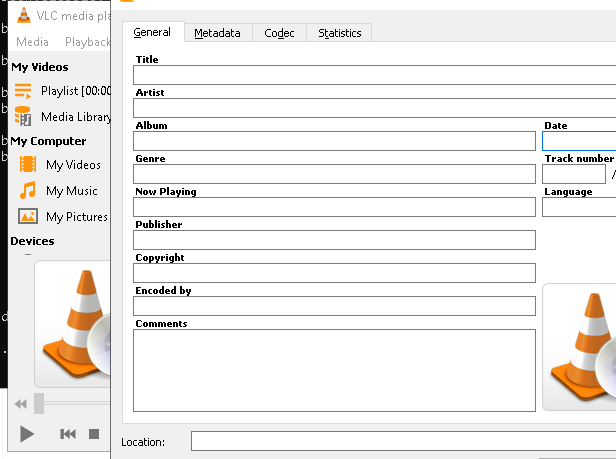 VLC media pla
Media Playback
My Videos
Playlist [00:00
Media Library
My Computer
My Videos
My Music
My Pictures
Devices
General Metadata Codec Statistics
Title
Artist
Album Date
Genre Track number
/
Now Playing Language
Publisher
Copyright
Encoded by
Comments
Location: